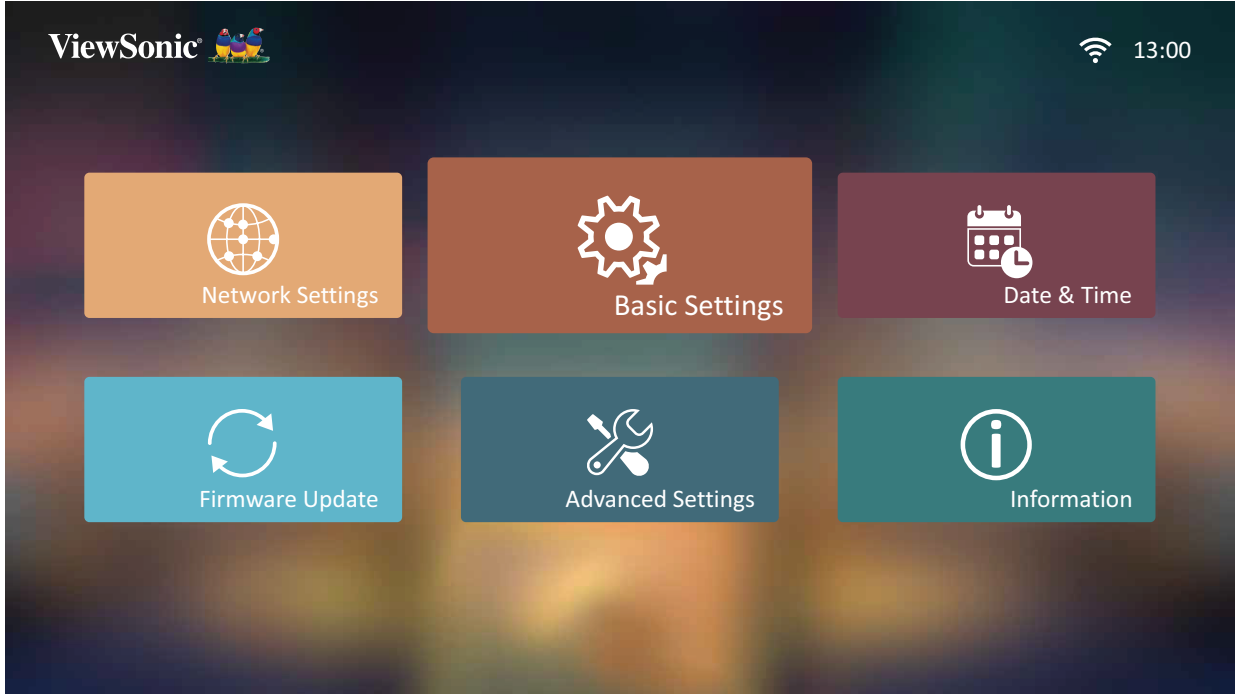 ViewSonic®
13:00
Network Settings
Basic Settings
Date & Time
Firmware Update
Advanced Settings
Information